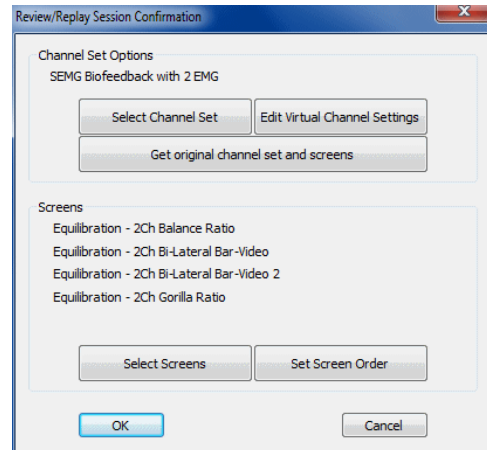 Review/Replay Session Confirmation
Channel Set Options
SEMG Biofeedback with 2 EMG
Select Channel Set
Edit Virtual Channel Settings
Get original channel set and screens
Screens
Equilibration - 2Ch Balance Ratio
Equilibration - 2Ch Bi-Lateral Bar-Video
Equilibration - 2Ch Bi-Lateral Bar-Video 2
Equilibration - 2Ch Gorilla Ratio
Select Screens
Set Screen Order
OK
Cancel